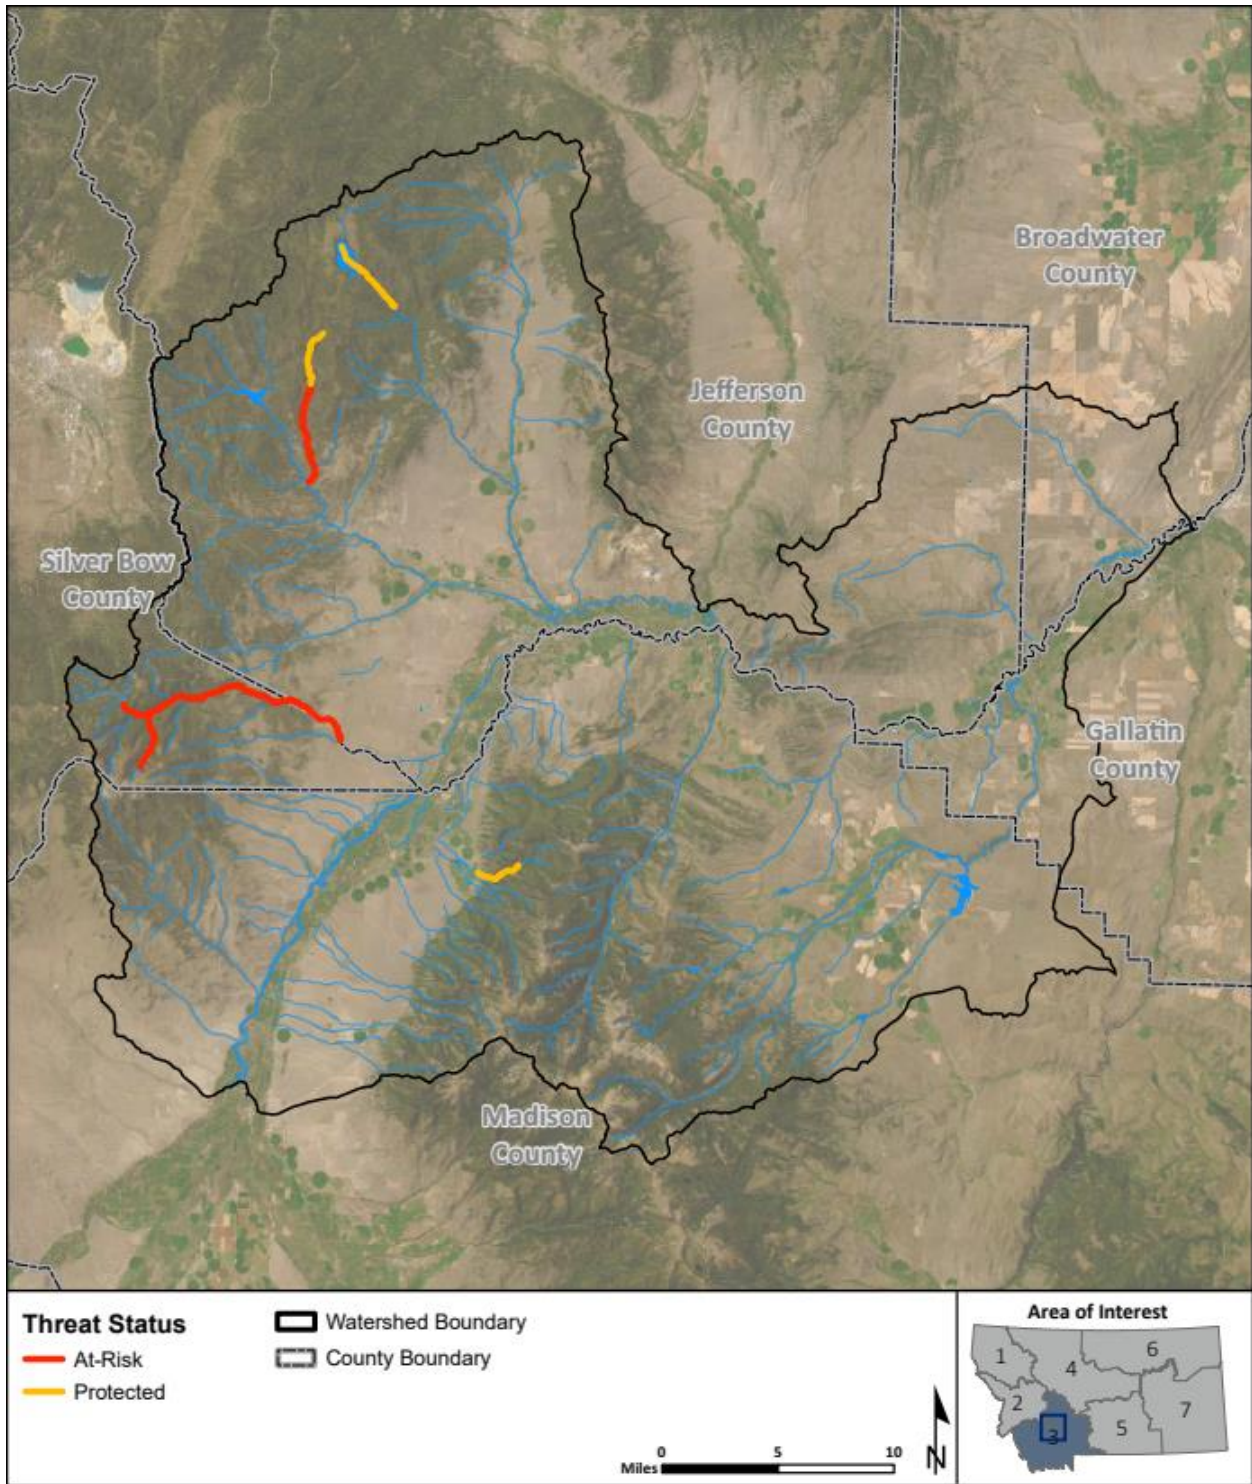 Broadwater
County
Jefferson
County
Silver Bow
County
Gallatin
County
Madison
County
Threat Status
At-Risk
Protected
Watershed Boundary
County Boundary
0 5 10
Miles
N
Area of Interest
1
2
3
4
5
6
7